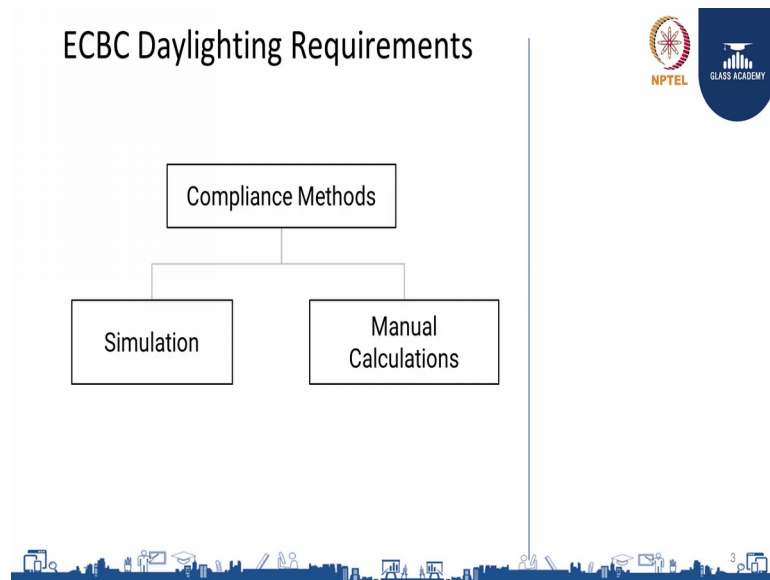 ECBC Daylighting Requirements
NPTEL
GLASS ACADEMY
Compliance Methods
Simulation
Manual
Calculations
3